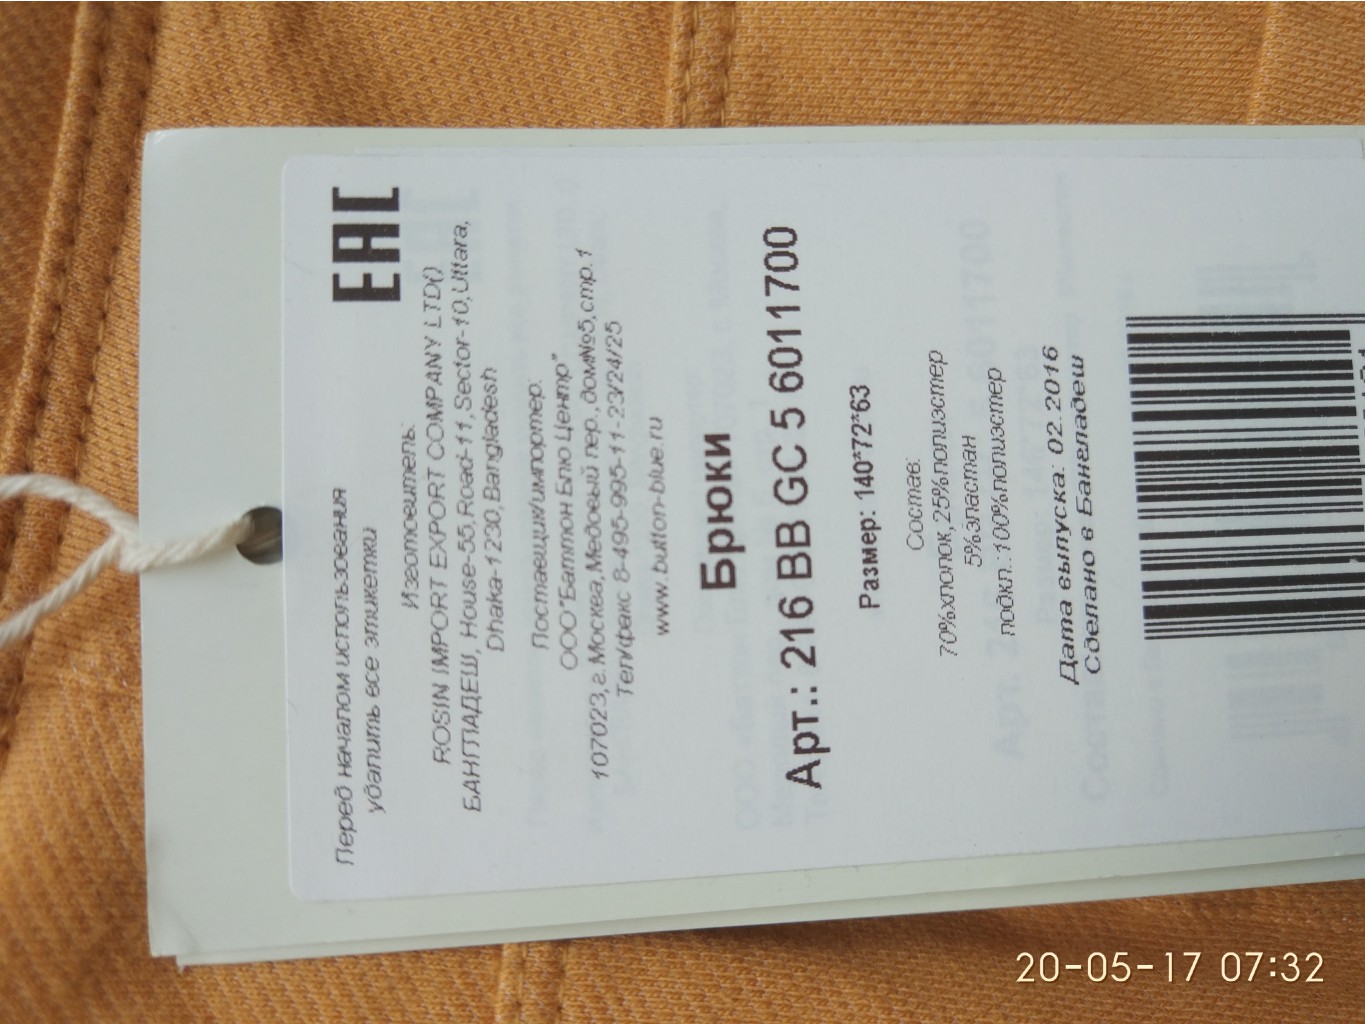 Перед началом использования
удалить все этикетки
EAC
Изготовитель:
ROSIN IMPORT EXPORT COMPANY LTD()
БАНГЛАДЕШ, House-55,Road-11,Sector-10,Uttara,
Dhaka-1230,Bangladesh
Поставщик/импортер:
ООО"Баттон Блю Центр"
107023,г.Москва,Медовый пер.,дом№5,стр.1
Тел/факс 8-495-995-11-23/24/25
www.button-blue.ru
Брюки
Арт.: 216 BB GC 5 6011700
Размер: 140*72*63
Состав:
70%хлопок,25%полиэстер
5%эластан
подкл.:100%полиэстер
Дата выпуска: 02.2016
Сделано в Бангладеш
20-05-17 07:32